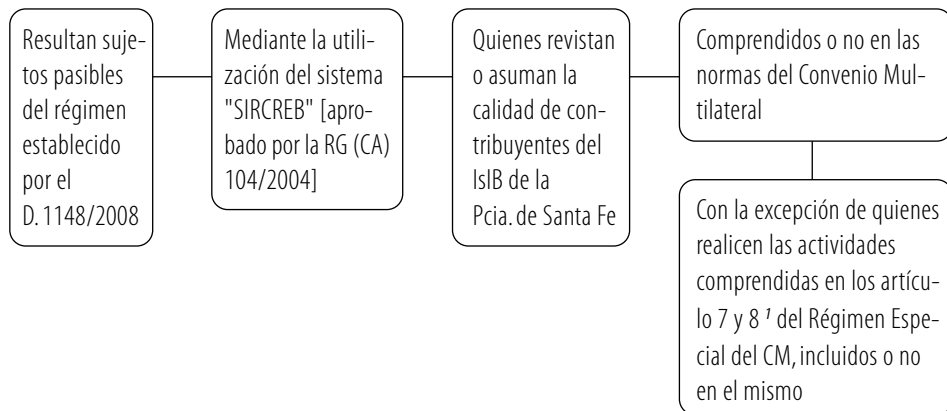 Resultan suje-
tos pasibles
del régimen
establecido
por el
D. 1148/2008
Mediante la utili-
zación del sistema
"SIRCREB" [apro-
bado por la RG (CA)
104/2004]
Quienes revistan
o asuman la
calidad de con-
tribuyentes del
IsIB de la
Pcia. de Santa Fe
Comprendidos o no en las
normas del Convenio Mul-
tilateral
Con la excepción de quienes
realicen las actividades
comprendidas en los artícu-
lo 7 y 8 ¹ del Régimen Espe-
cial del CM, incluidos o no
en el mismo